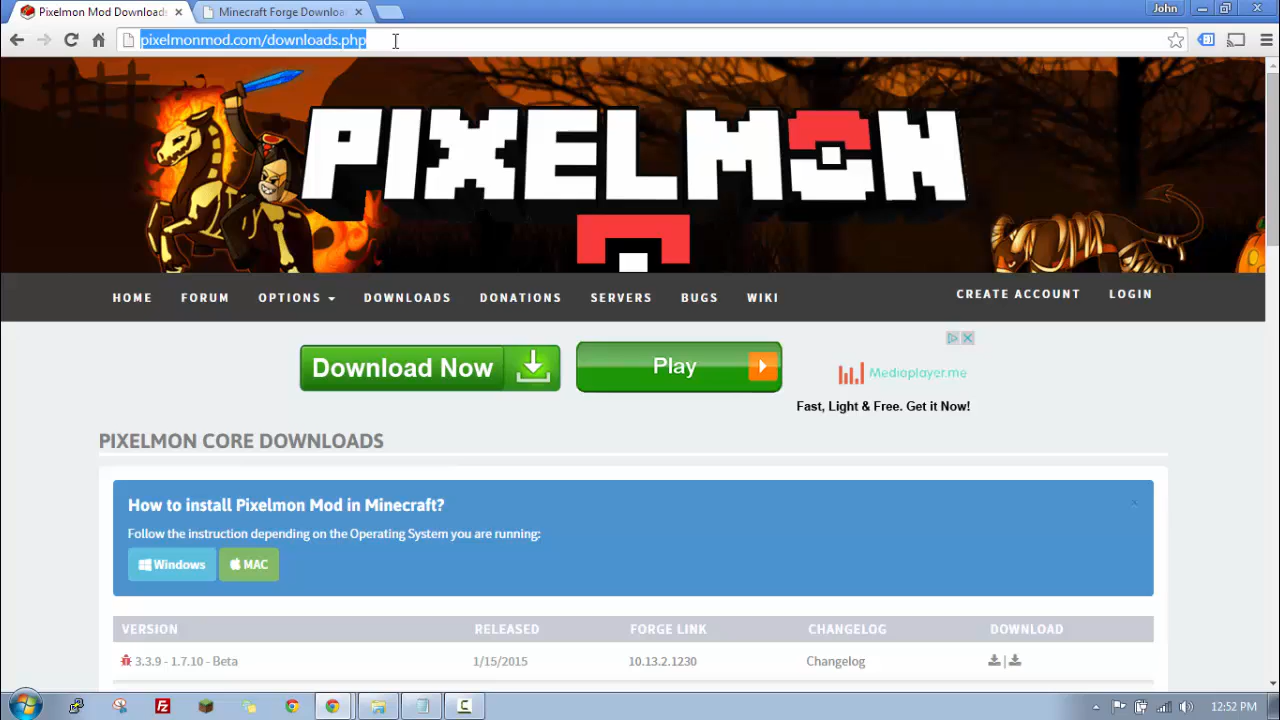 Pixelmon Mod Downloads
Minecraft Forge Downloa
John
pixelmonmod.com/downloads.php
PIXELMON
HOME FORUM OPTIONS DOWNLOADS DONATIONS SERVERS BUGS WIKI CREATE ACCOUNT LOGIN
Download Now
Play
Mediaplayer.me
Fast, Light & Free. Get it Now!
PIXELMON CORE DOWNLOADS
How to install Pixelmon Mod in Minecraft?
Follow the instruction depending on the Operating System you are running:
Windows MAC
VERSION RELEASED FORGE LINK CHANGELOG DOWNLOAD
3.3.9 - 1.7.10 - Beta 1/15/2015 10.13.2.1230 Changelog |
12:52 PM